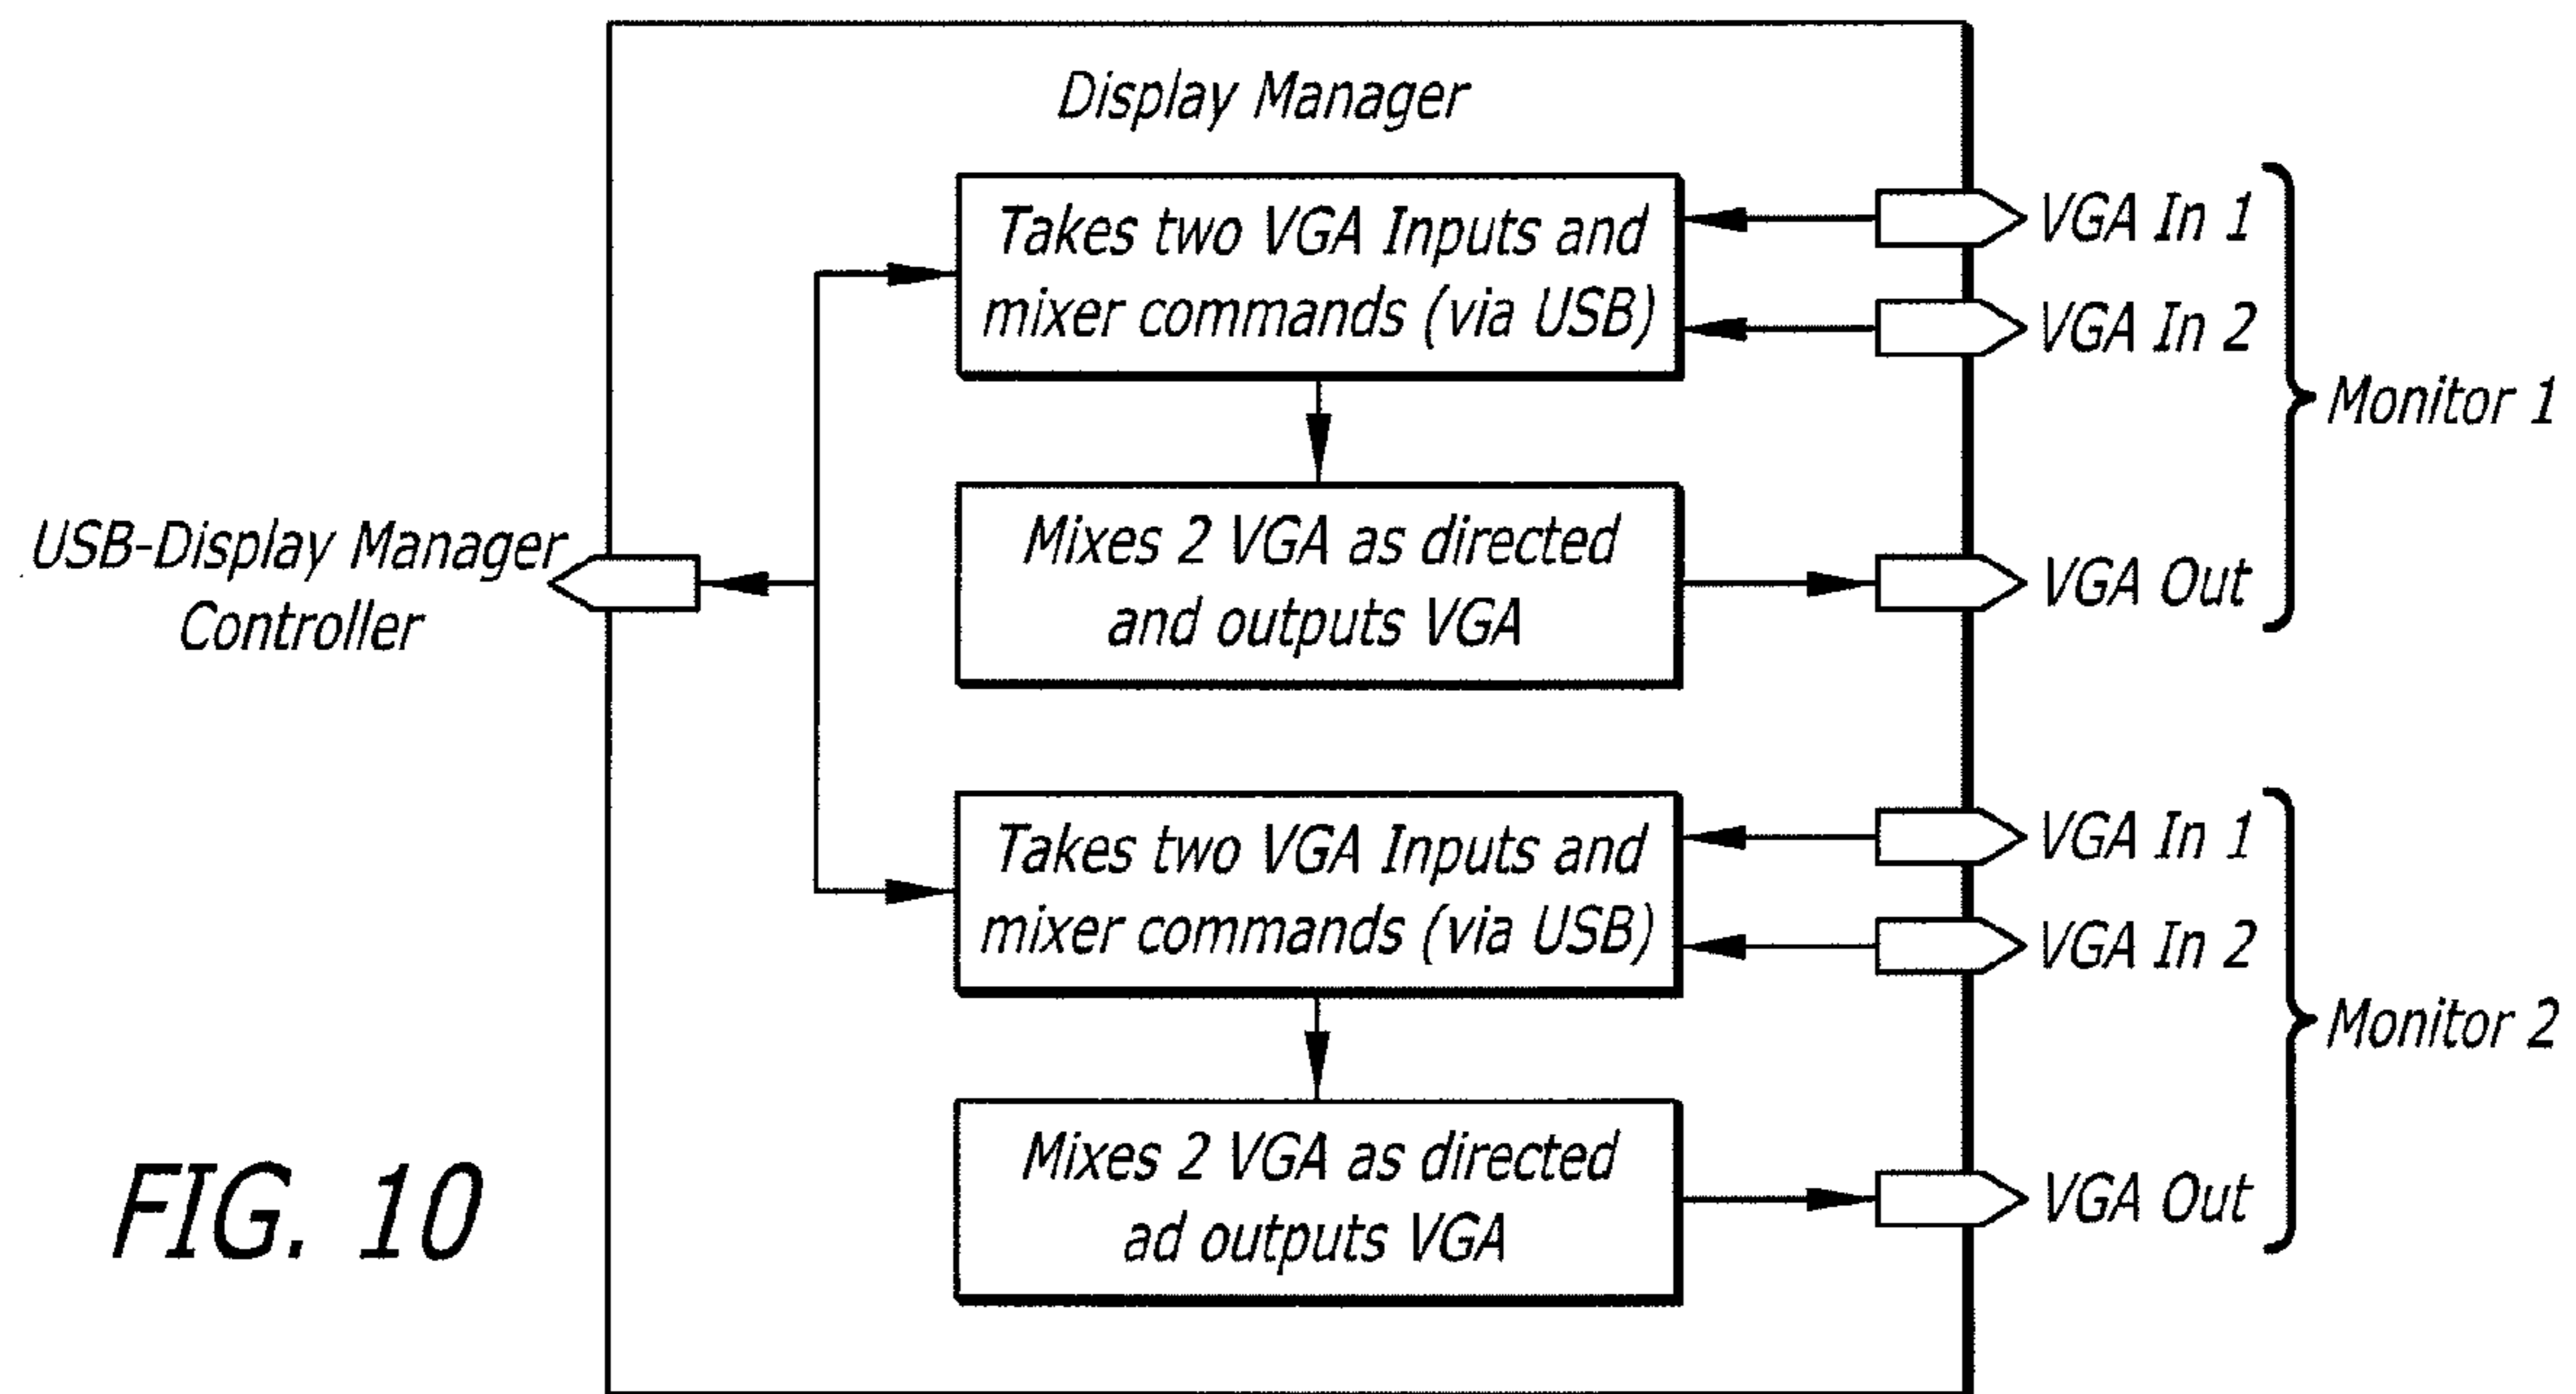 Display Manager
Takes two VGA Inputs and
mixer commands (via USB)
VGA In 1
VGA In 2
Monitor 1
Mixes 2 VGA as directed
and outputs VGA
VGA Out
USB-Display Manager
Controller
Takes two VGA Inputs and
mixer commands (via USB)
VGA In 1
VGA In 2
Monitor 2
Mixes 2 VGA as directed
ad outputs VGA
VGA Out
FIG. 10